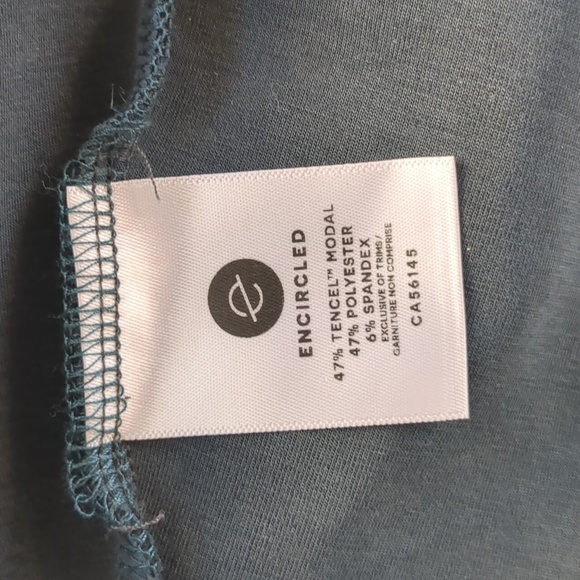 ENCIRCLED
47% TENCEL™ MODAL
47% POLYESTER
6% SPANDEX
EXCLUSIVE OF TRIMS/
GARNITURE NON COMPRISE
CA56145